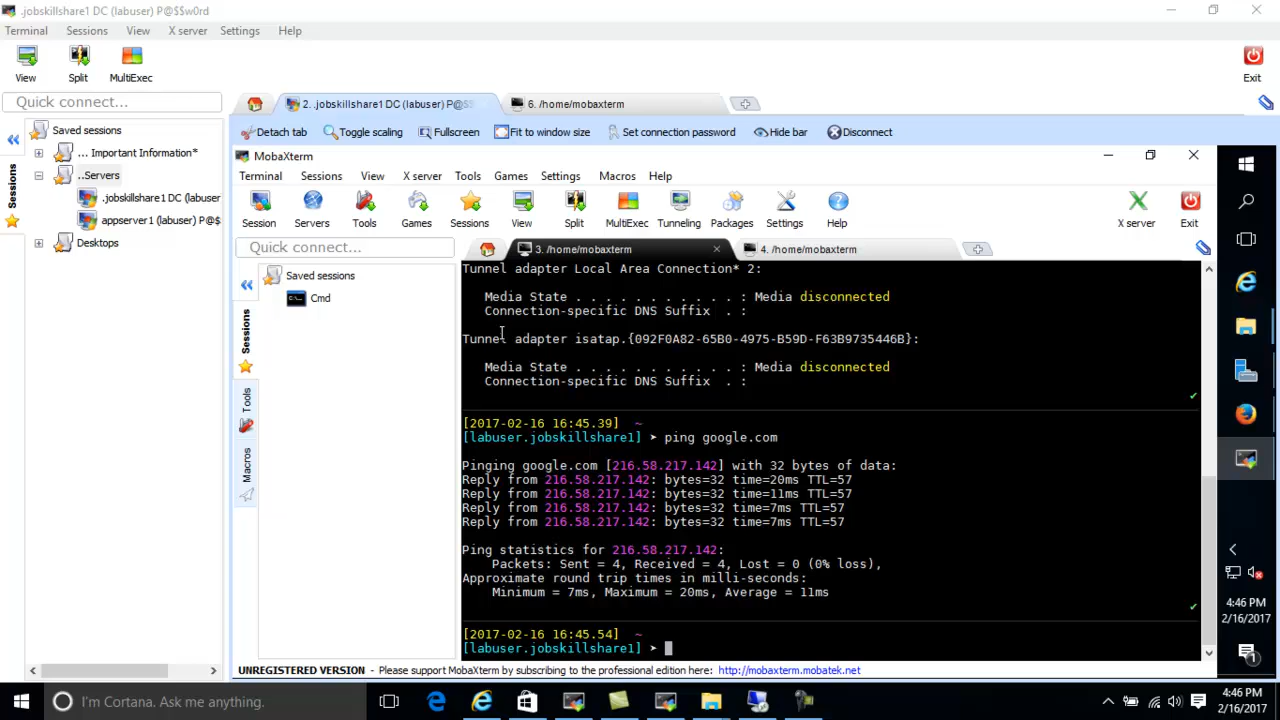 .jobskillshare1 DC (labuser) P@$$w0rd
Terminal Sessions View X server Settings Help
View Split MultiExec Exit
Quick connect...
2. .jobskillshare1 DC (labuser) P@$$
6. /home/mobaxterm
Detach tab Toggle scaling Fullscreen Fit to window size Set connection password Hide bar Disconnect
Sessions
Saved sessions
... Important Information*
..Servers
.jobskillshare1 DC (labuser
appserver1 (labuser) P@$
Desktops
MobaXterm
Terminal Sessions View X server Tools Games Settings Macros Help
Session Servers Tools Games Sessions View Split MultiExec Tunneling Packages Settings Help X server Exit
Quick connect...
3. /home/mobaxterm
4. /home/mobaxterm
Sessions
Tools
Macros
Saved sessions
Cmd
Tunnel adapter Local Area Connection* 2:
Media State . . . . . . . . . . . : Media disconnected
Connection-specific DNS Suffix . :
Tunnel adapter isatap.{092F0A82-65B0-4975-B59D-F63B9735446B}:
Media State . . . . . . . . . . . : Media disconnected
Connection-specific DNS Suffix . :
[2017-02-16 16:45.39] ~
[labuser.jobskillshare1] ➤ ping google.com
Pinging google.com [216.58.217.142] with 32 bytes of data:
Reply from 216.58.217.142: bytes=32 time=20ms TTL=57
Reply from 216.58.217.142: bytes=32 time=11ms TTL=57
Reply from 216.58.217.142: bytes=32 time=7ms TTL=57
Reply from 216.58.217.142: bytes=32 time=7ms TTL=57
Ping statistics for 216.58.217.142:
Packets: Sent = 4, Received = 4, Lost = 0 (0% loss),
Approximate round trip times in milli-seconds:
Minimum = 7ms, Maximum = 20ms, Average = 11ms
[2017-02-16 16:45.54] ~
[labuser.jobskillshare1] ➤
UNREGISTERED VERSION - Please support MobaXterm by subscribing to the professional edition here: http://mobaxterm.mobatek.net
4:46 PM
2/16/2017
1
I'm Cortana. Ask me anything.
4:46 PM
2/16/2017